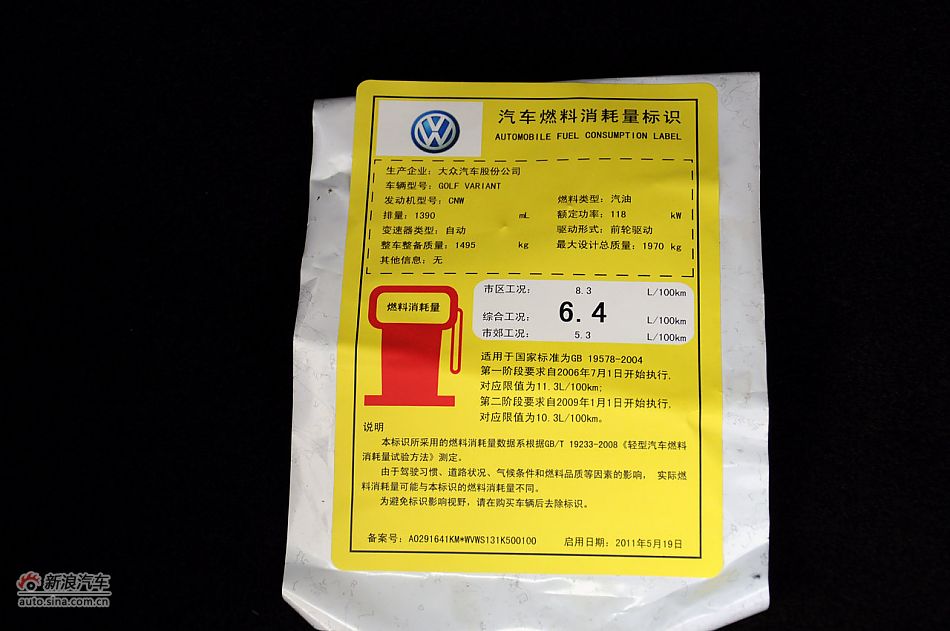 汽车燃料消耗量标识
AUTOMOBILE FUEL CONSUMPTION LABEL
生产企业：大众汽车股份公司
车辆型号：GOLF VARIANT
发动机型号：CNW
燃料类型：汽油
排量：1390 mL
额定功率：118 kW
变速器类型：自动
驱动形式：前轮驱动
整车整备质量：1495 kg
最大设计总质量：1970 kg
其他信息：无
燃料消耗量
市区工况： 8.3 L/100km
综合工况： 6.4 L/100km
市郊工况： 5.3 L/100km
适用于国家标准为GB 19578-2004
第一阶段要求自2006年7月1日开始执行,
对应限值为11.3L/100km;
第二阶段要求自2009年1月1日开始执行,
对应限值为10.3L/100km。
说明
本标识所采用的燃料消耗量数据系根据GB/T 19233-2008《轻型汽车燃料
消耗量试验方法》测定。
由于驾驶习惯、道路状况、气候条件和燃料品质等因素的影响， 实际燃
料消耗量可能与本标识的燃料消耗量不同。
为避免标识影响视野，请在购买车辆后去除标识。
备案号：A0291641KM*WVWS131K500100
启用日期：2011年5月19日
新浪汽车
auto.sina.com.cn